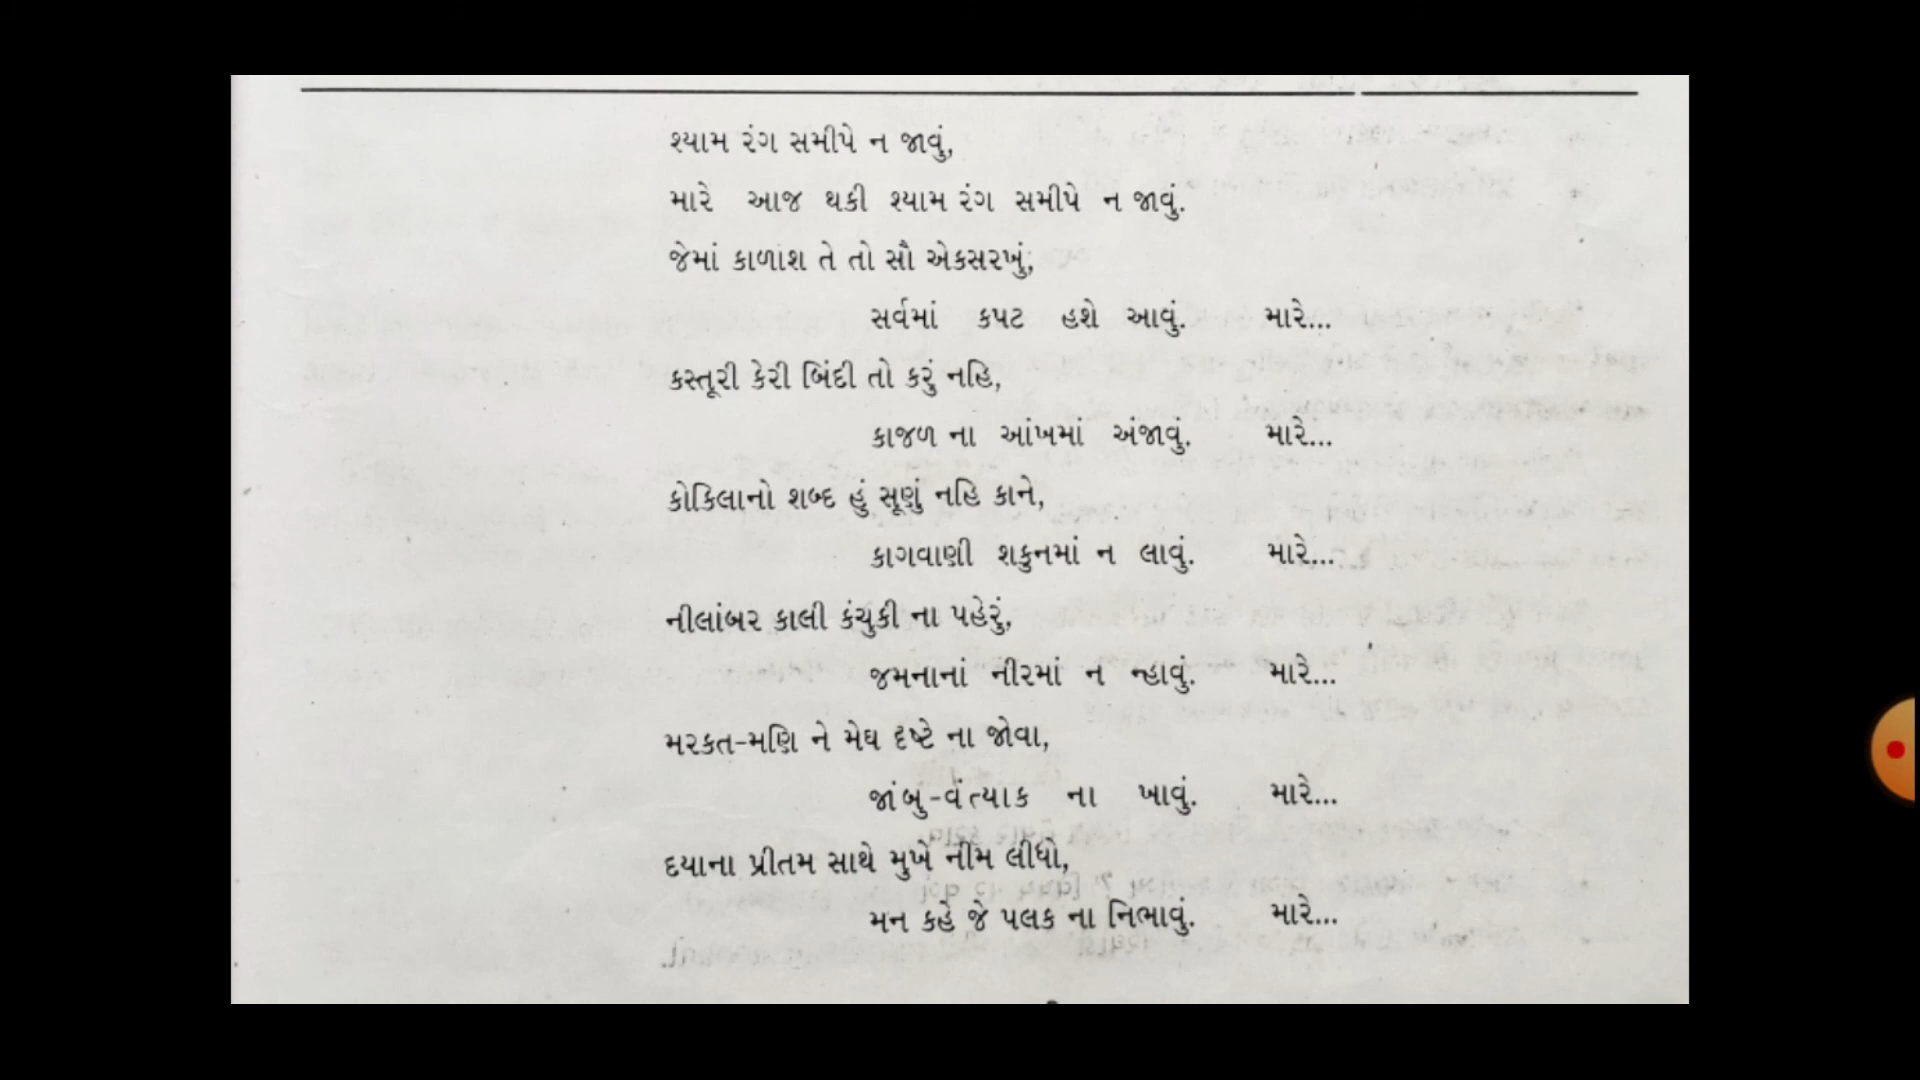 શ્યામ રંગ સમીપે ન જાવું,
મારે આજ થકી શ્યામ રંગ સમીપે ન જાવું.
જેમાં કાળાશ તે તો સૌ એકસરખું,
સર્વમાં કપટ હશે આવું. મારે...
કસ્તૂરી કેરી બિંદી તો કરું નહિ,
કાજળ ના આંખમાં અંજાવું. મારે...
કોકિલાનો શબ્દ હું સૂણું નહિ કાને,
કાગવાણી શકુનમાં ન લાવું. મારે...
નીલાંબર કાલી કંચુકી ના પહેરું,
જમનાનાં નીરમાં ન ન્હાવું. મારે...
મરકત-મણિ ને મેઘ દૃષ્ટે ના જોવા,
જાંબુ-વંત્યાક ના ખાવું. મારે...
દયાના પ્રીતમ સાથે મુખે નીમ લીધો,
મન કહે જે પલક ના નિભાવું. મારે...